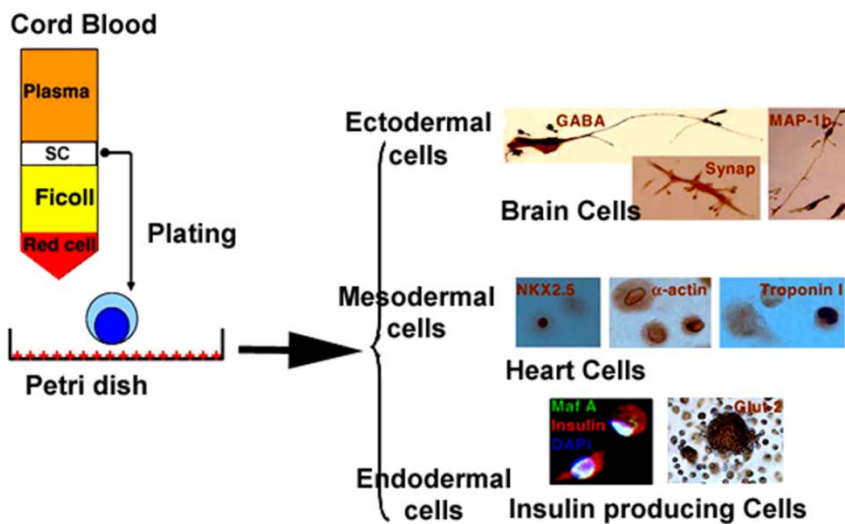 Cord Blood
Plasma
SC
Ficoll
Red cell
Plating
Petri dish
Ectodermal
cells
GABA
MAP-1b
Synap
Brain Cells
Mesodermal
cells
NKX2.5
α-actin
Troponin I
Heart Cells
Endodermal
cells
Maf A
Insulin
DAPI
Glut-2
Insulin producing Cells